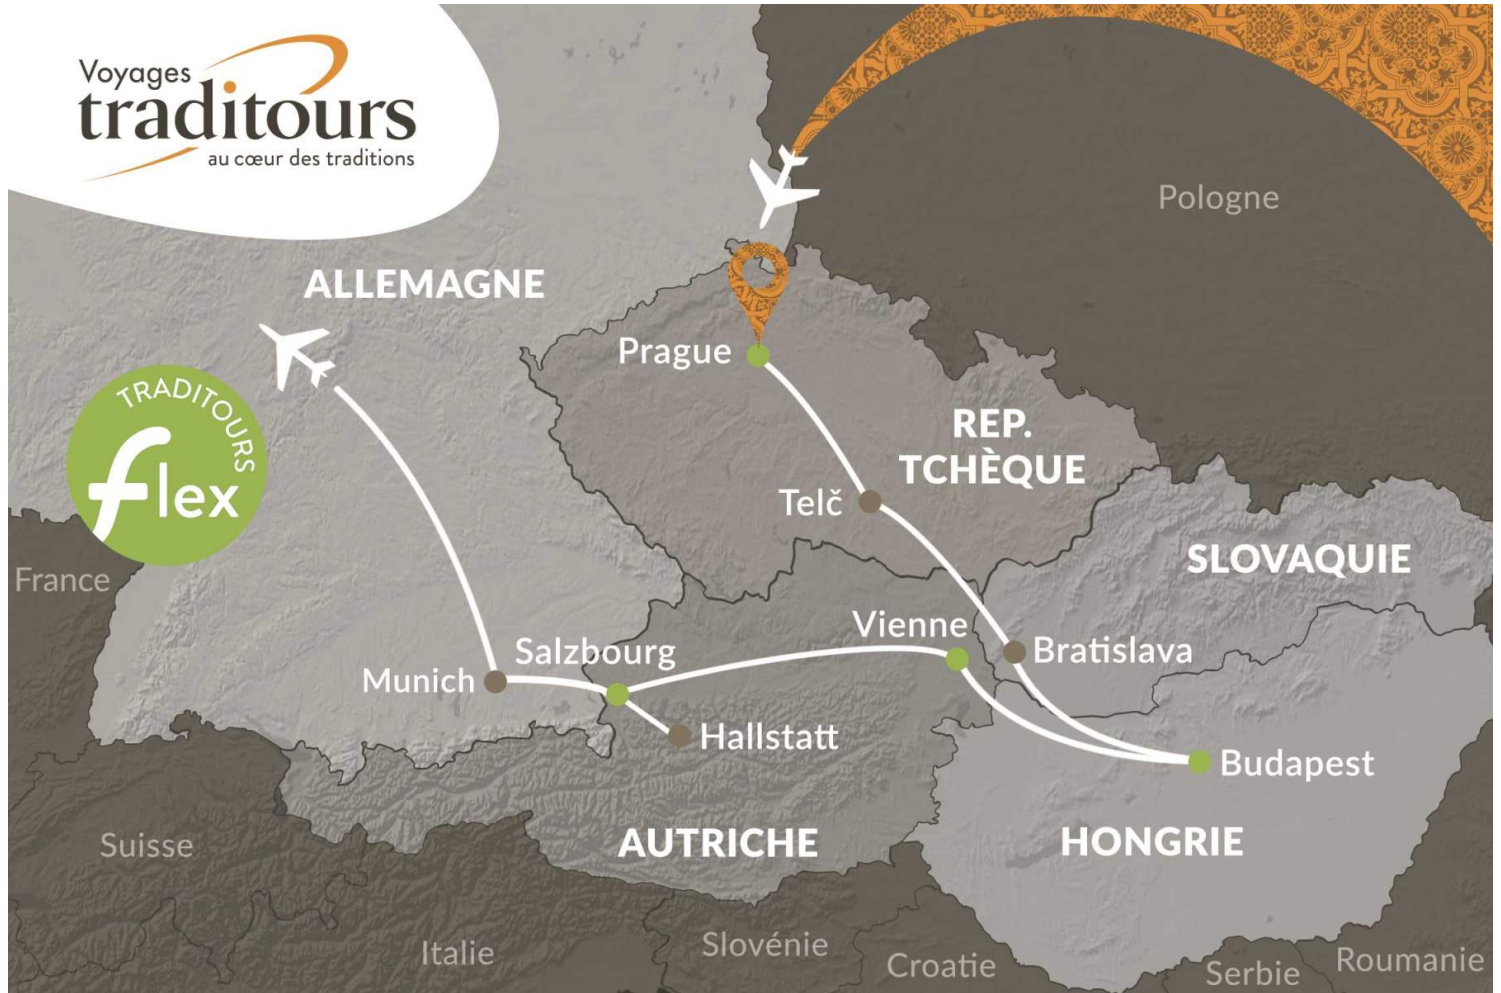 Voyages
traditours
au cœur des traditions
Pologne
ALLEMAGNE
Prague
TRADITOURS
flex
REP.
TCHÈQUE
Telč
SLOVAQUIE
France
Vienne
Salzbourg
Bratislava
Munich
Hallstatt
Budapest
AUTRICHE
HONGRIE
Suisse
Italie
Slovénie
Croatie
Serbie
Roumanie